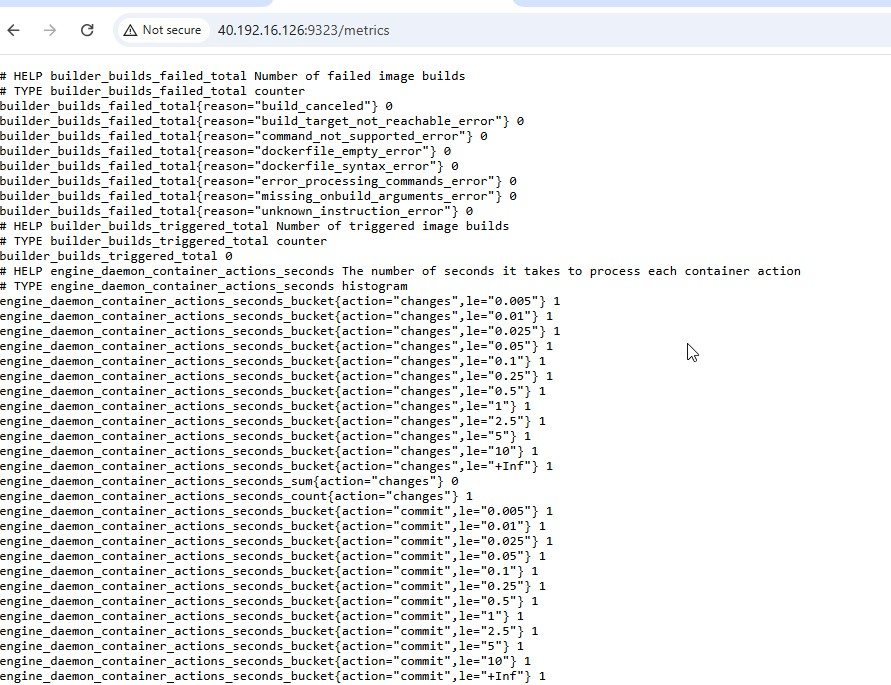 Not secure 40.192.16.126:9323/metrics
# HELP builder_builds_failed_total Number of failed image builds
# TYPE builder_builds_failed_total counter
builder_builds_failed_total{reason="build_canceled"} 0
builder_builds_failed_total{reason="build_target_not_reachable_error"} 0
builder_builds_failed_total{reason="command_not_supported_error"} 0
builder_builds_failed_total{reason="dockerfile_empty_error"} 0
builder_builds_failed_total{reason="dockerfile_syntax_error"} 0
builder_builds_failed_total{reason="error_processing_commands_error"} 0
builder_builds_failed_total{reason="missing_onbuild_arguments_error"} 0
builder_builds_failed_total{reason="unknown_instruction_error"} 0
# HELP builder_builds_triggered_total Number of triggered image builds
# TYPE builder_builds_triggered_total counter
builder_builds_triggered_total 0
# HELP engine_daemon_container_actions_seconds The number of seconds it takes to process each container action
# TYPE engine_daemon_container_actions_seconds histogram
engine_daemon_container_actions_seconds_bucket{action="changes",le="0.005"} 1
engine_daemon_container_actions_seconds_bucket{action="changes",le="0.01"} 1
engine_daemon_container_actions_seconds_bucket{action="changes",le="0.025"} 1
engine_daemon_container_actions_seconds_bucket{action="changes",le="0.05"} 1
engine_daemon_container_actions_seconds_bucket{action="changes",le="0.1"} 1
engine_daemon_container_actions_seconds_bucket{action="changes",le="0.25"} 1
engine_daemon_container_actions_seconds_bucket{action="changes",le="0.5"} 1
engine_daemon_container_actions_seconds_bucket{action="changes",le="1"} 1
engine_daemon_container_actions_seconds_bucket{action="changes",le="2.5"} 1
engine_daemon_container_actions_seconds_bucket{action="changes",le="5"} 1
engine_daemon_container_actions_seconds_bucket{action="changes",le="10"} 1
engine_daemon_container_actions_seconds_bucket{action="changes",le="+Inf"} 1
engine_daemon_container_actions_seconds_sum{action="changes"} 0
engine_daemon_container_actions_seconds_count{action="changes"} 1
engine_daemon_container_actions_seconds_bucket{action="commit",le="0.005"} 1
engine_daemon_container_actions_seconds_bucket{action="commit",le="0.01"} 1
engine_daemon_container_actions_seconds_bucket{action="commit",le="0.025"} 1
engine_daemon_container_actions_seconds_bucket{action="commit",le="0.05"} 1
engine_daemon_container_actions_seconds_bucket{action="commit",le="0.1"} 1
engine_daemon_container_actions_seconds_bucket{action="commit",le="0.25"} 1
engine_daemon_container_actions_seconds_bucket{action="commit",le="0.5"} 1
engine_daemon_container_actions_seconds_bucket{action="commit",le="1"} 1
engine_daemon_container_actions_seconds_bucket{action="commit",le="2.5"} 1
engine_daemon_container_actions_seconds_bucket{action="commit",le="5"} 1
engine_daemon_container_actions_seconds_bucket{action="commit",le="10"} 1
engine_daemon_container_actions_seconds_bucket{action="commit",le="+Inf"} 1